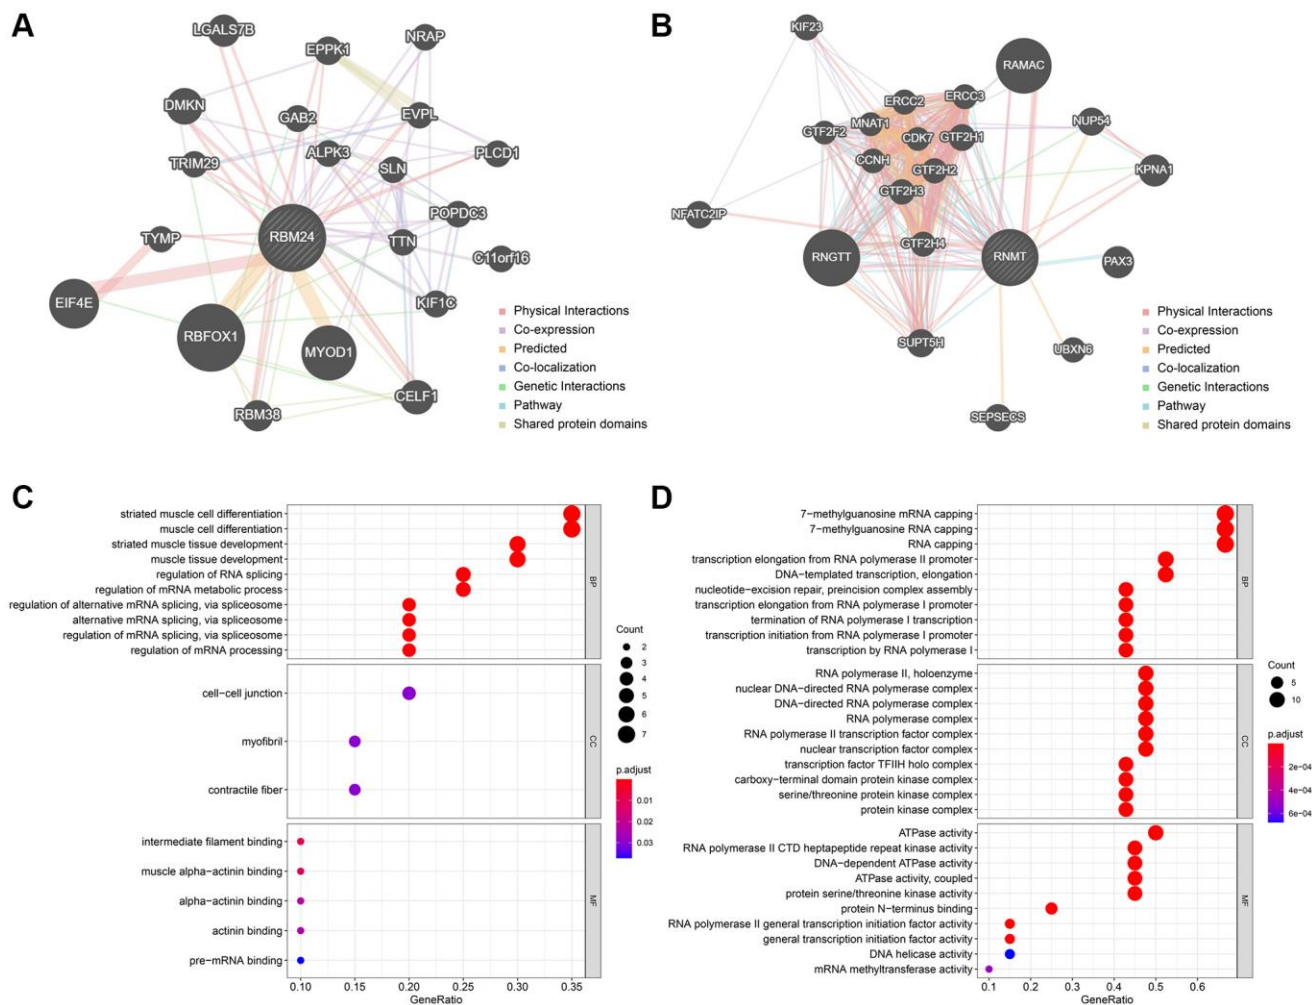 A
LGALS7B
EPPK1
NRAP
DMKN
GAB2
EVPL
TRIM29
ALPK3
SLN
PLCD1
TYMP
RBM24
TTN
POPDC3
C11orf16
EIF4E
KIF1C
RBFOX1
MYOD1
RBM38
CELF1
Physical Interactions
Co-expression
Predicted
Co-localization
Genetic Interactions
Pathway
Shared protein domains
B
KIF23
RAMAC
ERCC2
ERCC3
MNAT1
GTF2F2
CDK7
GTF2H1
NUP54
CCNH
GTF2H2
KPNA1
GTF2H3
NFATC2IP
GTF2H4
RNGTT
RNMT
PAX3
SUPT5H
UBXN6
SEPSECS
Physical Interactions
Co-expression
Predicted
Co-localization
Genetic Interactions
Pathway
Shared protein domains
C
striated muscle cell differentiation
muscle cell differentiation
striated muscle tissue development
muscle tissue development
regulation of RNA splicing
regulation of mRNA metabolic process
regulation of alternative mRNA splicing, via spliceosome
alternative mRNA splicing, via spliceosome
regulation of mRNA splicing, via spliceosome
regulation of mRNA processing
BP
cell−cell junction
myofibril
contractile fiber
CC
intermediate filament binding
muscle alpha−actinin binding
alpha−actinin binding
actinin binding
pre−mRNA binding
MF
0.10 0.15 0.20 0.25 0.30 0.35
GeneRatio
Count
2
3
4
5
6
7
p.adjust
0.01
0.02
0.03
D
7−methylguanosine mRNA capping
7−methylguanosine RNA capping
RNA capping
transcription elongation from RNA polymerase II promoter
DNA−templated transcription, elongation
nucleotide−excision repair, preincision complex assembly
transcription elongation from RNA polymerase I promoter
termination of RNA polymerase I transcription
transcription initiation from RNA polymerase I promoter
transcription by RNA polymerase I
BP
RNA polymerase II, holoenzyme
nuclear DNA−directed RNA polymerase complex
DNA−directed RNA polymerase complex
RNA polymerase complex
RNA polymerase II transcription factor complex
nuclear transcription factor complex
transcription factor TFIIH holo complex
carboxy−terminal domain protein kinase complex
serine/threonine protein kinase complex
protein kinase complex
CC
ATPase activity
RNA polymerase II CTD heptapeptide repeat kinase activity
DNA−dependent ATPase activity
ATPase activity, coupled
protein serine/threonine kinase activity
protein N−terminus binding
RNA polymerase II general transcription initiation factor activity
general transcription initiation factor activity
DNA helicase activity
mRNA methyltransferase activity
MF
0.1 0.2 0.3 0.4 0.5 0.6
GeneRatio
Count
5
10
p.adjust
2e−04
4e−04
6e−04